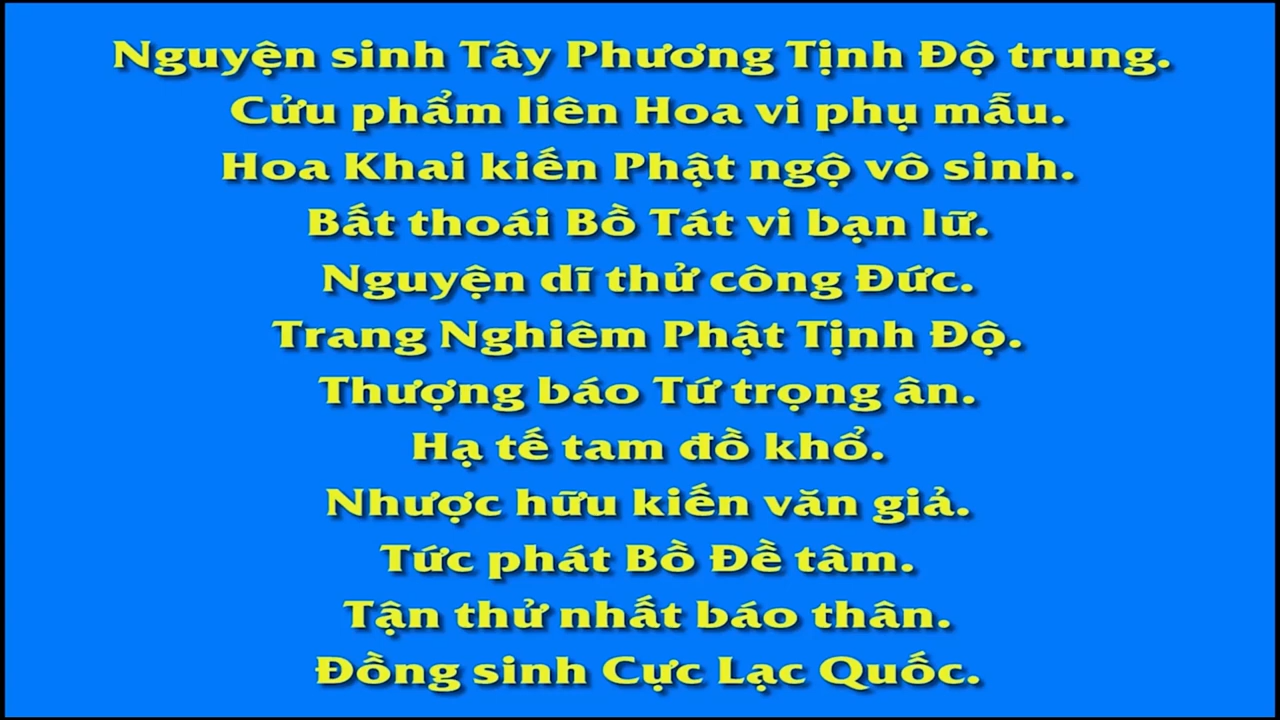 Nguyện sinh Tây Phương Tịnh Độ trung.
Cửu phẩm liên Hoa vi phụ mẫu.
Hoa Khai kiến Phật ngộ vô sinh.
Bất thoái Bồ Tát vi bạn lữ.
Nguyện dĩ thử công Đức.
Trang Nghiêm Phật Tịnh Độ.
Thượng báo Tứ trọng ân.
Hạ tế tam đồ khổ.
Nhược hữu kiến văn giả.
Tức phát Bồ Đề tâm.
Tận thử nhất báo thân.
Đồng sinh Cực Lạc Quốc.